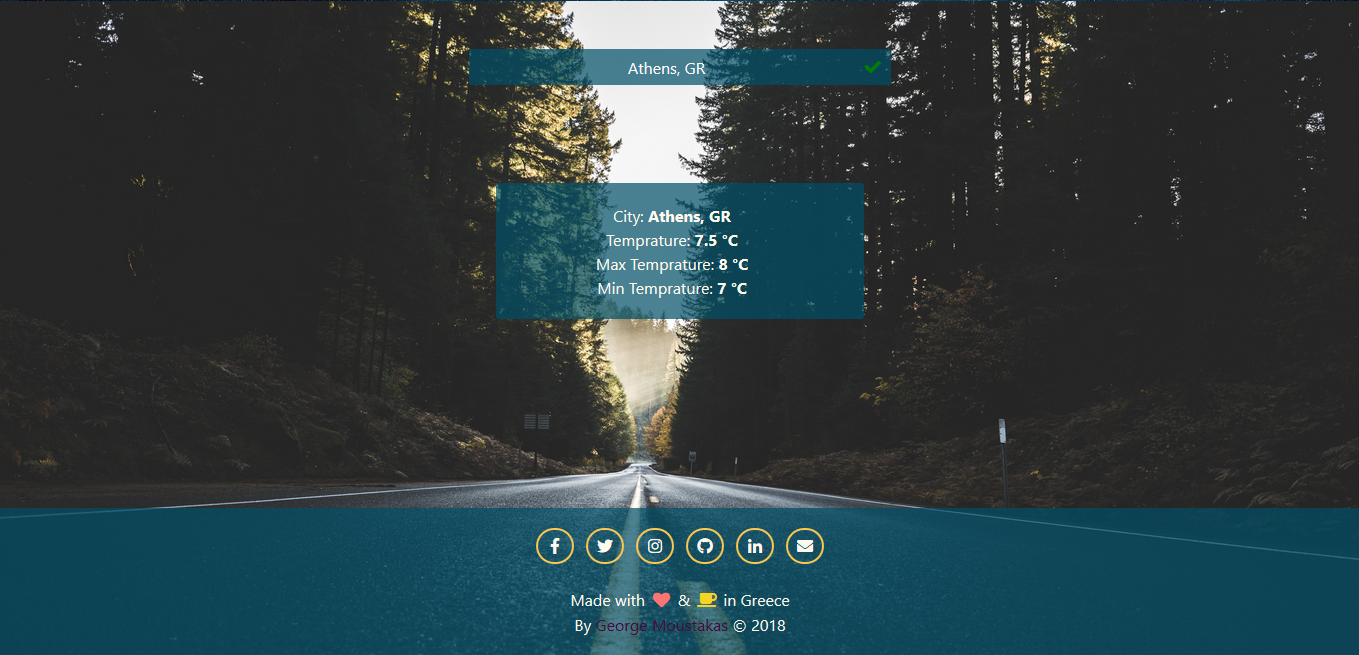 Athens, GR
City: Athens, GR
Temprature: 7.5 °C
Max Temprature: 8 °C
Min Temprature: 7 °C
Made with & in Greece
By George Moustakas © 2018